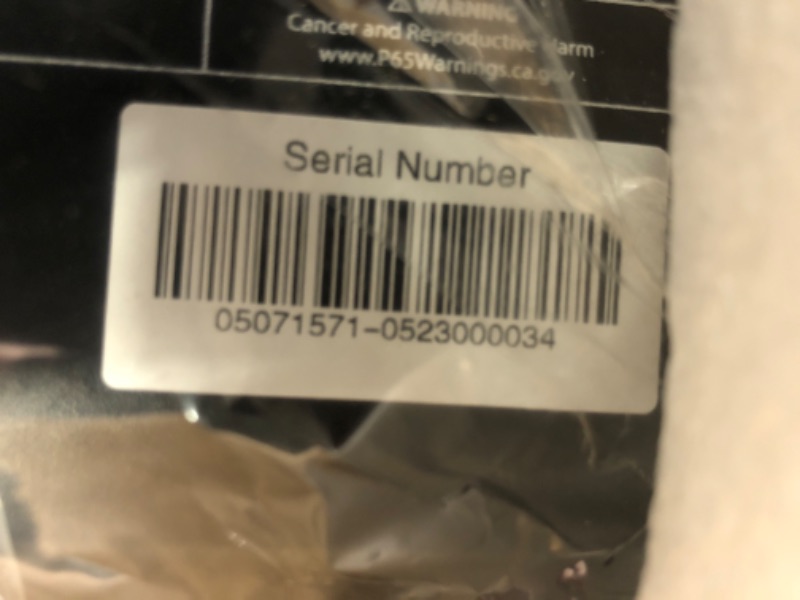 ⚠ WARNING
Cancer and Reproductive Harm
www.P65Warnings.ca.gov
Serial Number
05071571-0523000034